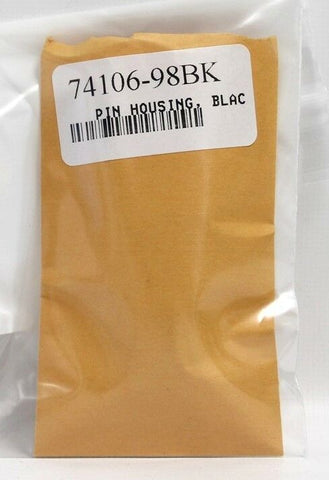 74106-98BK
PIN HOUSING, BLAC